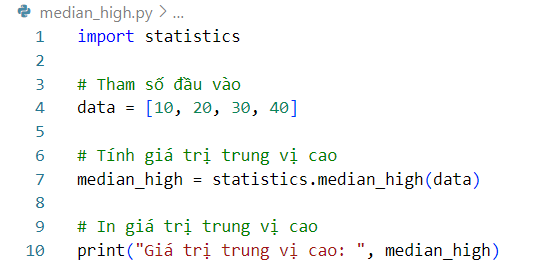 median_high.py > ...
1 import statistics
2
3 # Tham số đầu vào
4 data = [10, 20, 30, 40]
5
6 # Tính giá trị trung vị cao
7 median_high = statistics.median_high(data)
8
9 # In giá trị trung vị cao
10 print("Giá trị trung vị cao: ", median_high)